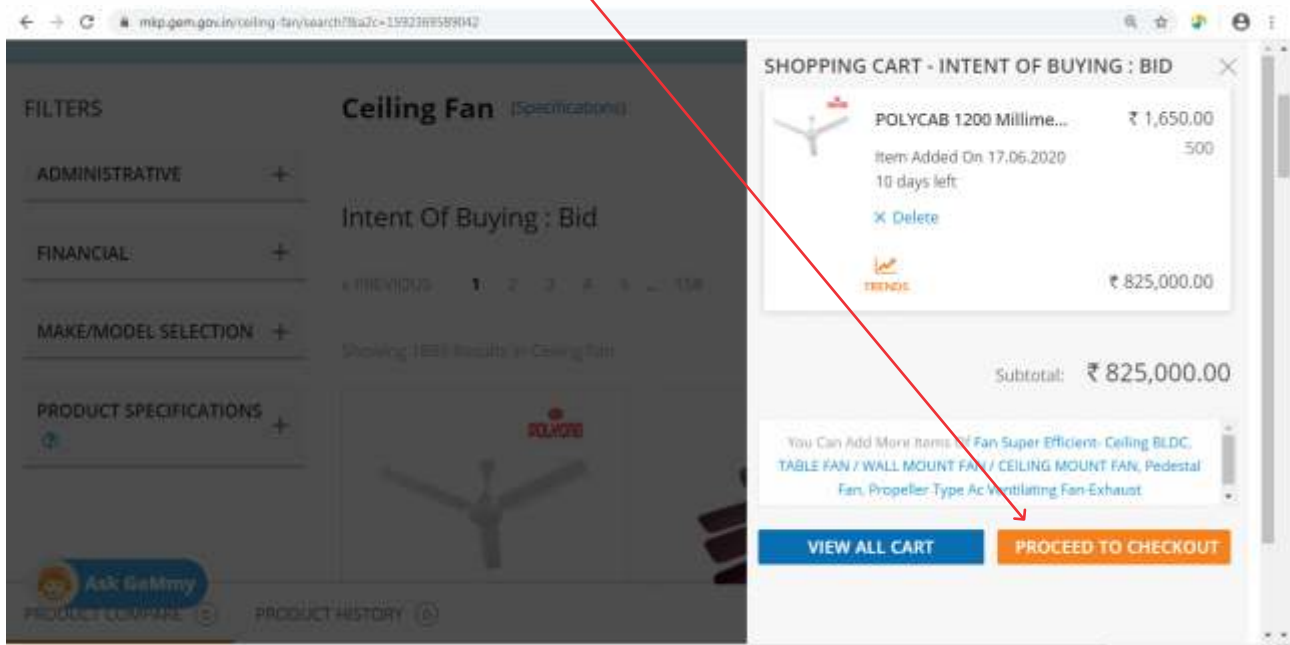 mkp.gem.gov.in/ceiling-fan/search?
SHOPPING CART - INTENT OF BUYING : BID
FILTERS
Ceiling Fan (Specifications)
POLYCAB 1200 Millime... ₹ 1,650.00
Item Added On 17.06.2020 500
10 days left
ADMINISTRATIVE +
× Delete
Intent Of Buying : Bid
FINANCIAL +
TRENDS ₹ 825,000.00
« PREVIOUS 1 2 3 4 5 ...
MAKE/MODEL SELECTION +
Showing Results in Ceiling Fan
Subtotal: ₹ 825,000.00
PRODUCT SPECIFICATIONS +
POLYCAB
You Can Add More Items Of Fan Super Efficient- Ceiling BLDC,
TABLE FAN / WALL MOUNT FAN / CEILING MOUNT FAN, Pedestal
Fan, Propeller Type Ac Ventilating Fan-Exhaust
VIEW ALL CART PROCEED TO CHECKOUT
Ask GeMmy
PRODUCT COMPARE PRODUCT HISTORY